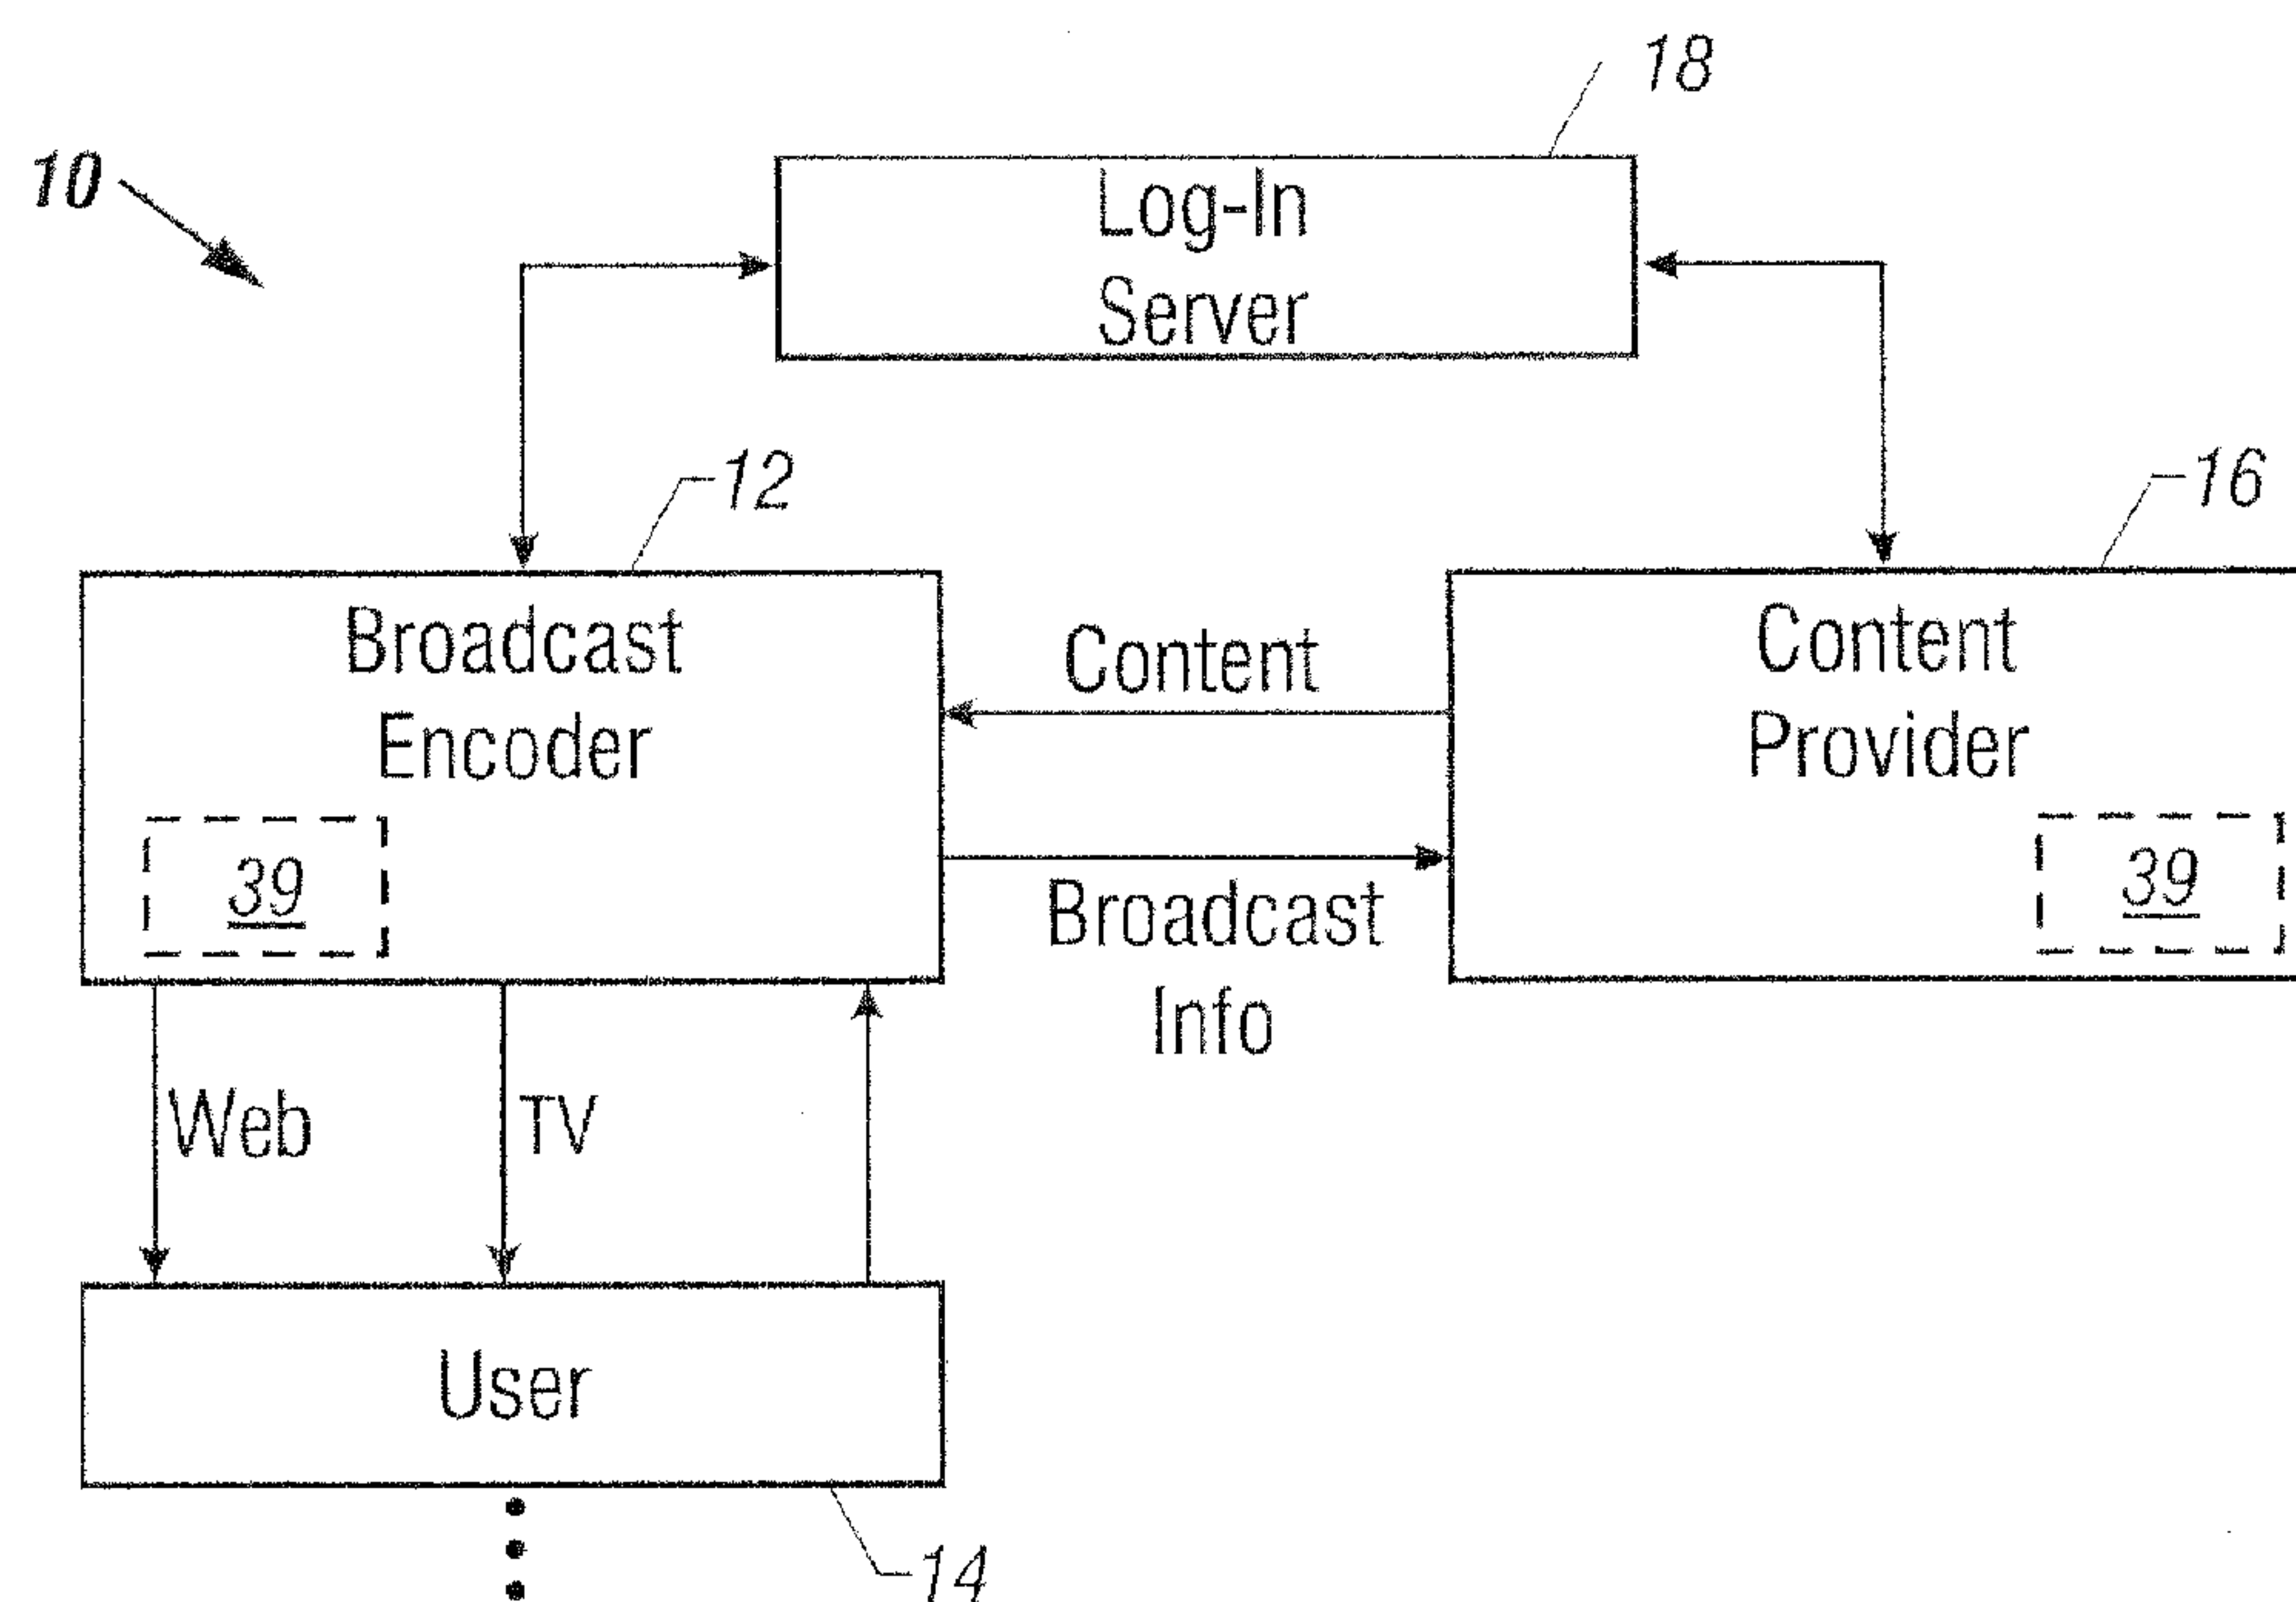 10
18
Log-In
Server
12
16
Broadcast
Encoder
39
Content
Broadcast
Info
Content
Provider
39
Web
TV
User
14